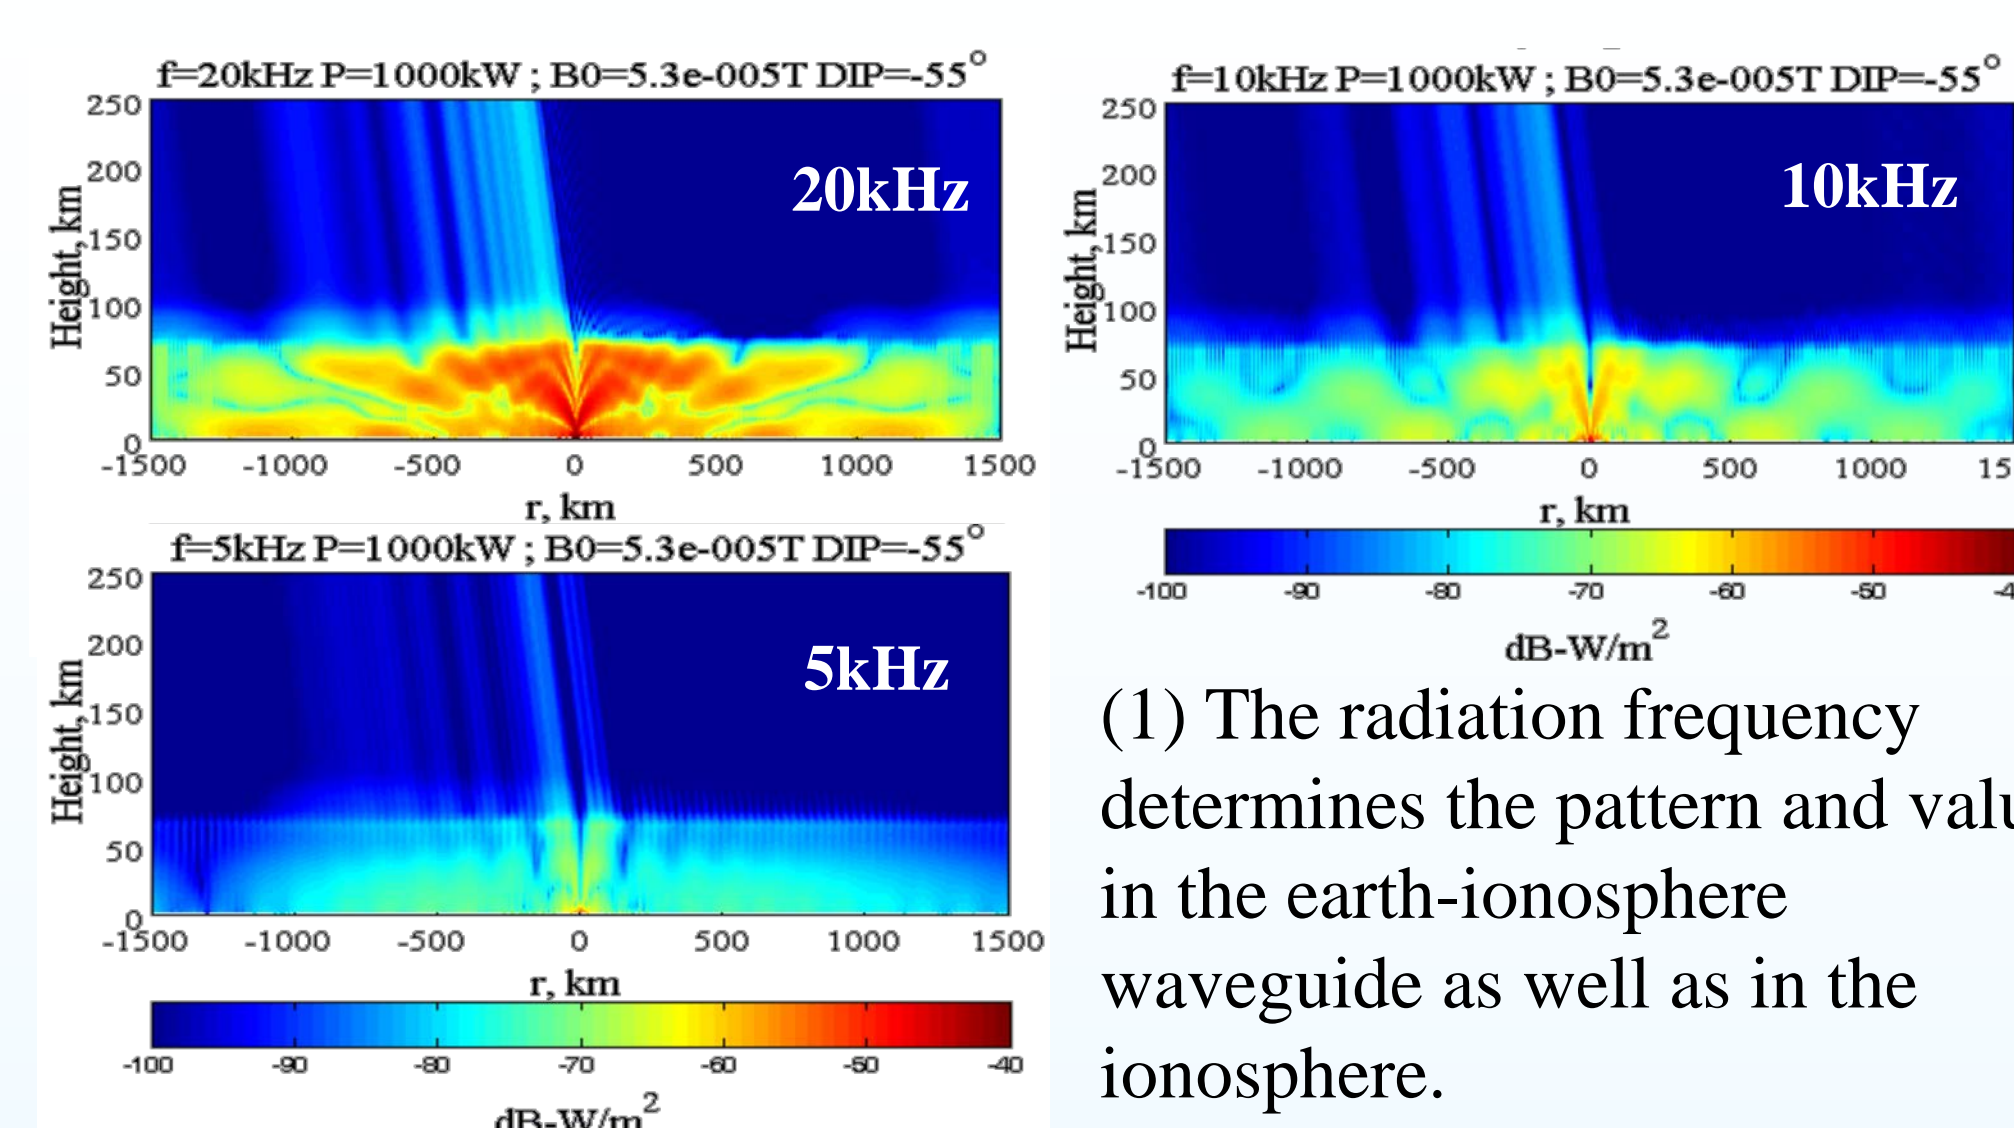 f=20kHz P=1000kW ; B0=5.3e-005T DIP=-55°
20kHz
250
200
150
100
50
0
Height, km
-1500 -1000 -500 0 500 1000 1500
r, km
f=10kHz P=1000kW ; B0=5.3e-005T DIP=-55°
10kHz
250
200
150
100
50
0
Height, km
-1500 -1000 -500 0 500 1000 15
r, km
-100 -90 -80 -70 -60 -50 -4
dB-W/m²
f=5kHz P=1000kW ; B0=5.3e-005T DIP=-55°
5kHz
250
200
150
100
50
0
Height, km
-1500 -1000 -500 0 500 1000 1500
r, km
-100 -90 -80 -70 -60 -50 -40
dB-W/m²
(1) The radiation frequency
determines the pattern and valu
in the earth-ionosphere
waveguide as well as in the
ionosphere.